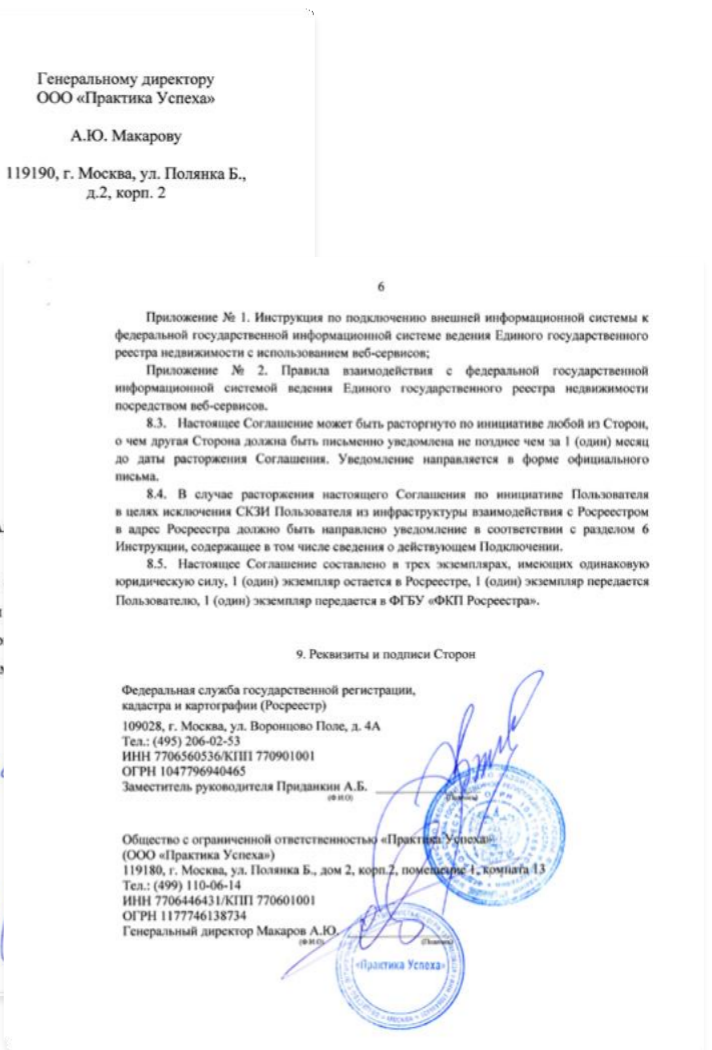 Генеральному директору
ООО «Практика Успеха»
А.Ю. Макарову
119190, г. Москва, ул. Полянка Б.,
д.2, корп. 2
6
Приложение № 1. Инструкция по подключению внешней информационной системы к
федеральной государственной информационной системе ведения Единого государственного
реестра недвижимости с использованием веб-сервисов;
Приложение № 2. Правила взаимодействия с федеральной государственной
информационной системой ведения Единого государственного реестра недвижимости
посредством веб-сервисов.
8.3. Настоящее Соглашение может быть расторгнуто по инициативе любой из Сторон,
о чем другая Сторона должна быть письменно уведомлена не позднее чем за 1 (один) месяц
до даты расторжения Соглашения. Уведомление направляется в форме официального
письма.
8.4. В случае расторжения настоящего Соглашения по инициативе Пользователя
в целях исключения СКЗИ Пользователя из инфраструктуры взаимодействия с Росреестром
в адрес Росреестра должно быть направлено уведомление в соответствии с разделом 6
Инструкции, содержащее в том числе сведения о действующем Подключении.
8.5. Настоящее Соглашение составлено в трех экземплярах, имеющих одинаковую
юридическую силу, 1 (один) экземпляр остается в Росреестре, 1 (один) экземпляр передается
Пользователю, 1 (один) экземпляр передается в ФГБУ «ФКП Росреестра».
9. Реквизиты и подписи Сторон
Федеральная служба государственной регистрации,
кадастра и картографии (Росреестр)
109028, г. Москва, ул. Воронцово Поле, д. 4А
Тел.: (495) 206-02-53
ИНН 7706560536/КПП 770901001
ОГРН 1047796940465
Заместитель руководителя Приданкин А.Б.
(Ф.И.О) (Подпись)
Общество с ограниченной ответственностью «Практика Успеха»
(ООО «Практика Успеха»)
119180, г. Москва, ул. Полянка Б., дом 2, корп.2, помещение 1, комната 13
Тел.: (499) 110-06-14
ИНН 7706446431/КПП 770601001
ОГРН 1177746138734
Генеральный директор Макаров А.Ю.
(Ф.И.О) (Подпись)
«Практика Успеха»